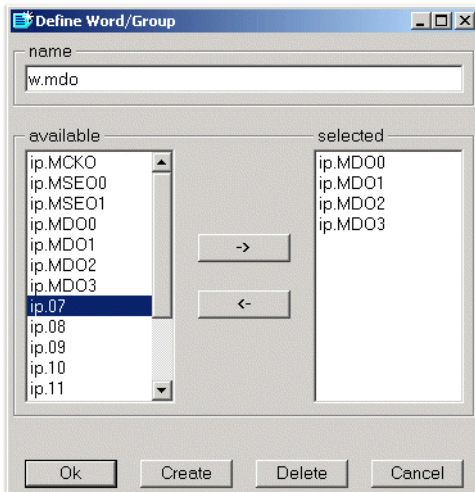 Define Word/Group
name
w.mdo
available
selected
ip.MCKO
ip.MSEO0
ip.MSEO1
ip.MDO0
ip.MDO1
ip.MDO2
ip.MDO3
ip.07
ip.08
ip.09
ip.10
ip.11
->
<-
ip.MDO0
ip.MDO1
ip.MDO2
ip.MDO3
Ok
Create
Delete
Cancel